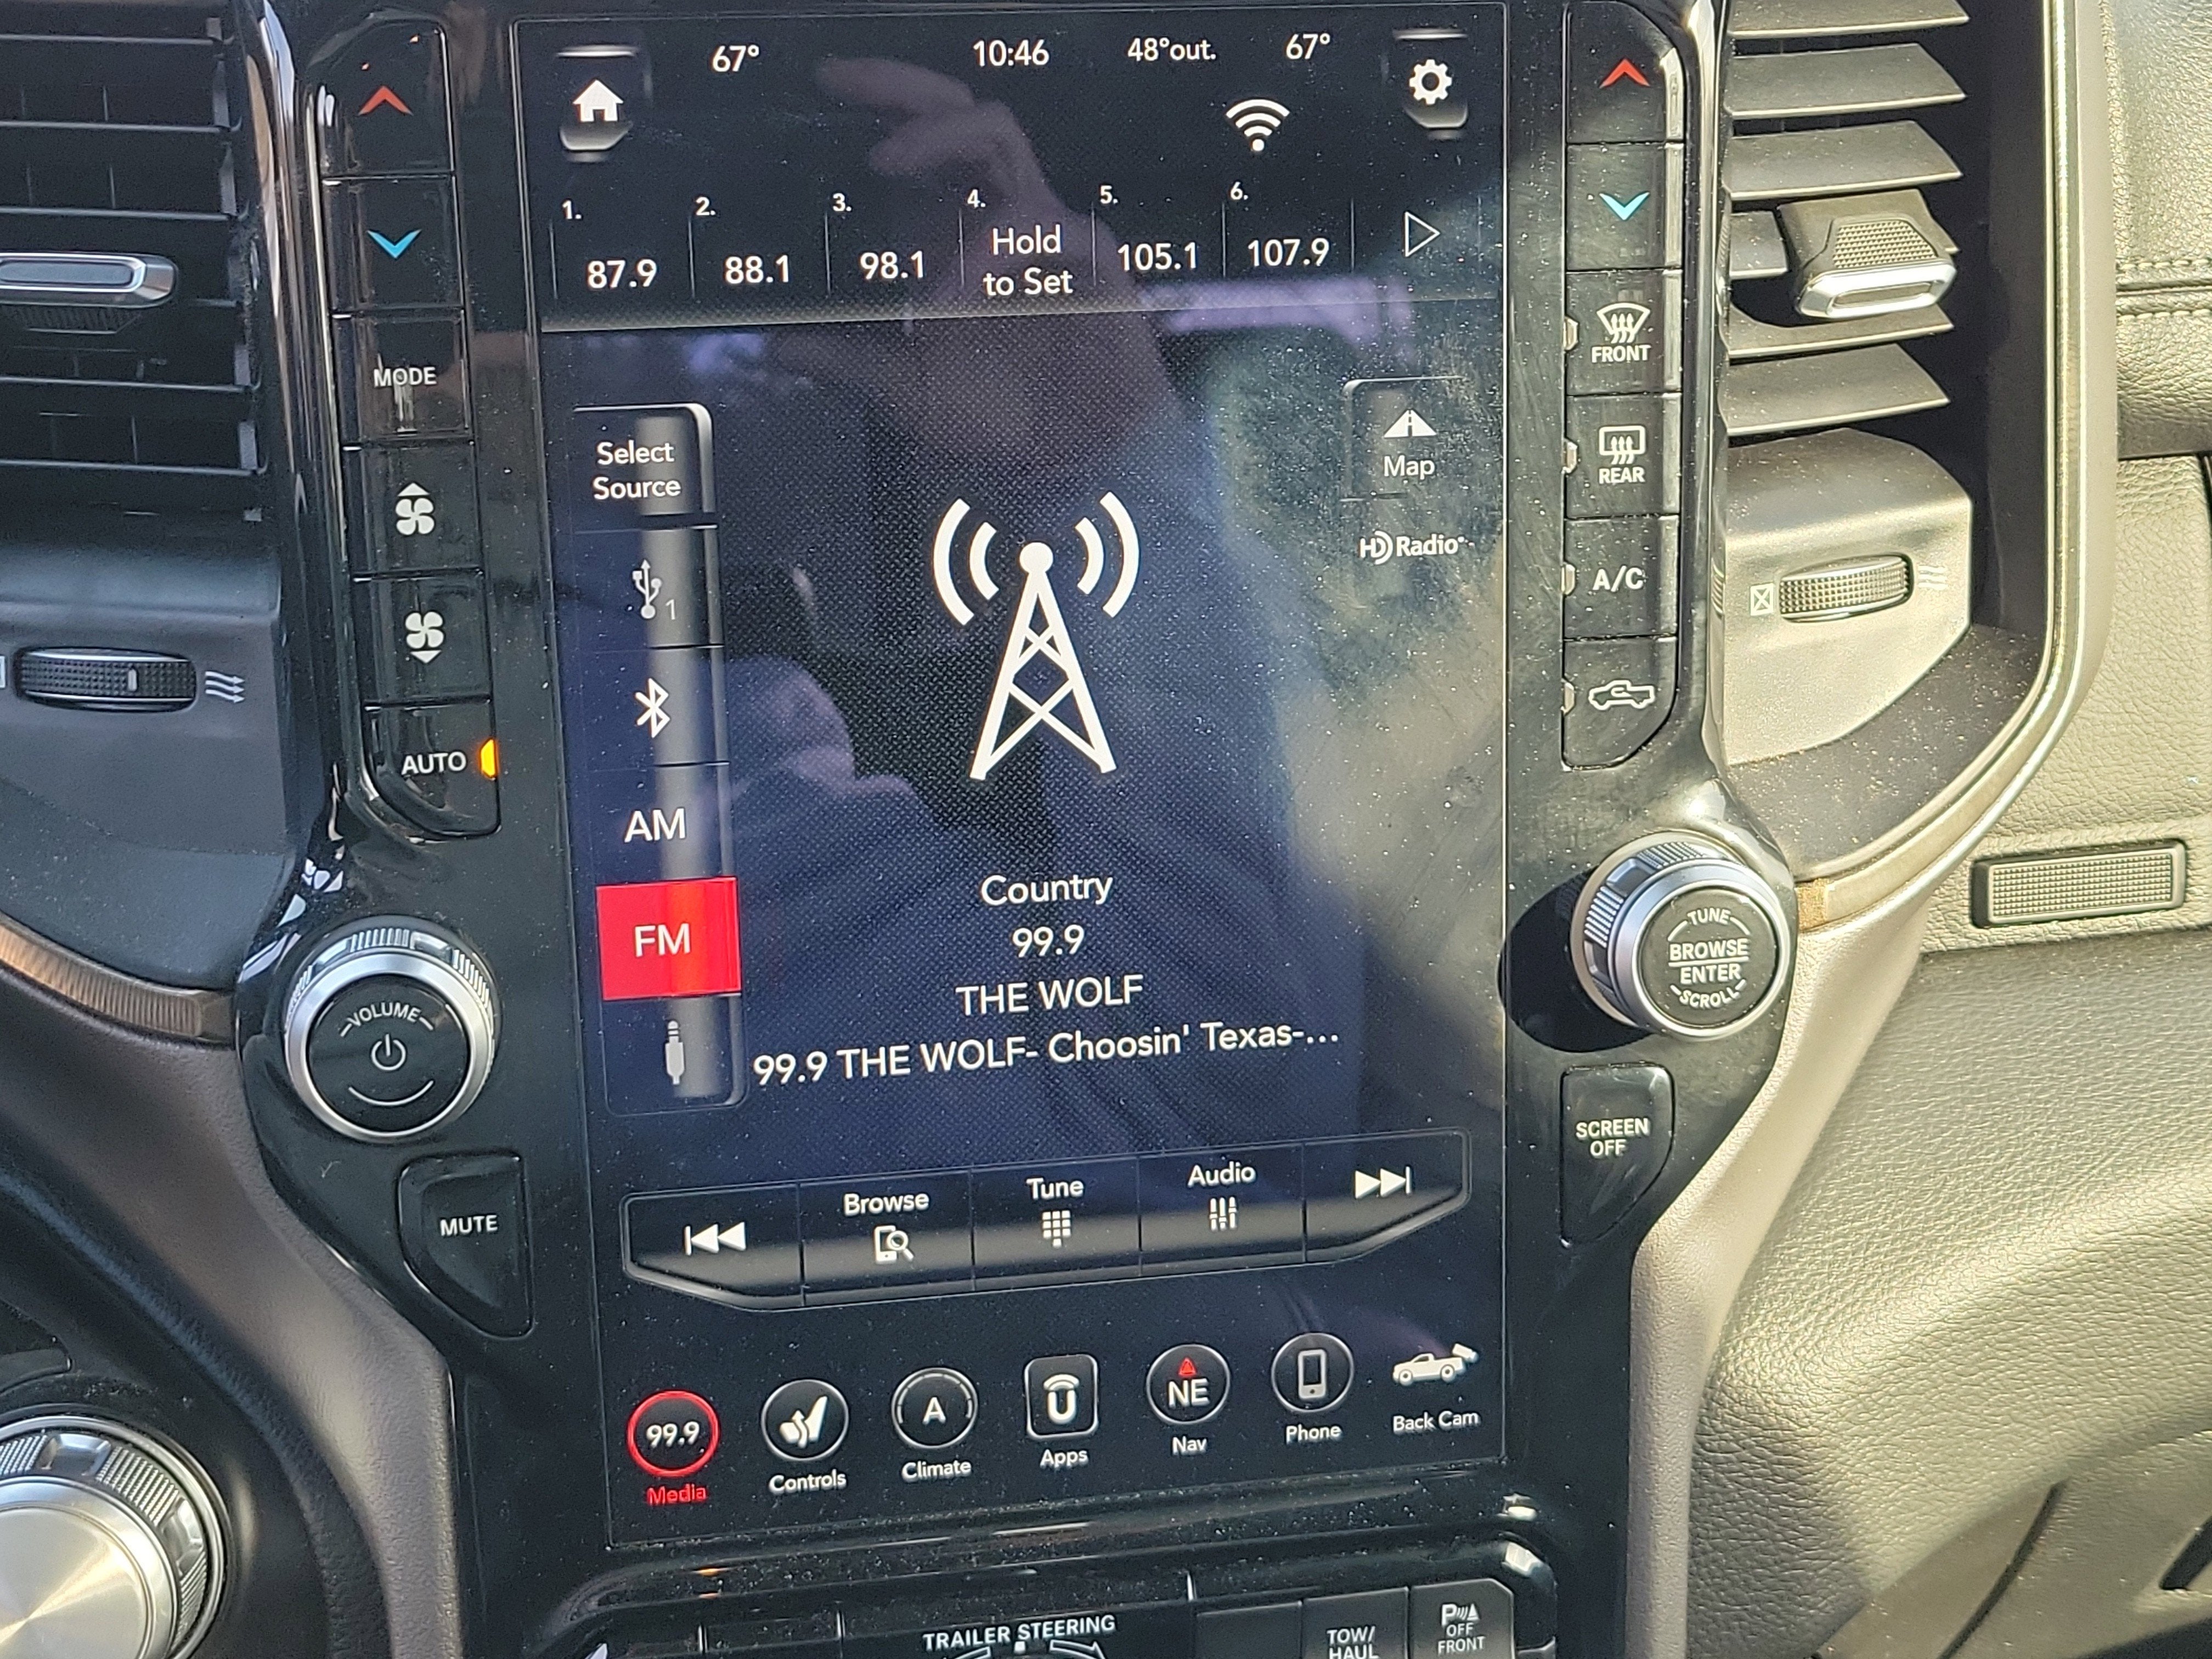 67°
10:46
48°out.
67°
1.
87.9
2.
88.1
3.
98.1
4.
Hold
to Set
5.
105.1
6.
107.9
MODE
AUTO
VOLUME
MUTE
Select
Source
1
AM
FM
Map
HD Radio
Country
99.9
THE WOLF
99.9 THE WOLF- Choosin' Texas-...
Browse
Tune
Audio
99.9
Media
Controls
A
Climate
U
Apps
NE
Nav
Phone
Back Cam
FRONT
REAR
A/C
TUNE
BROWSE
ENTER
SCROLL
SCREEN
OFF
TRAILER STEERING
TOW/
HAUL
P
OFF
FRONT